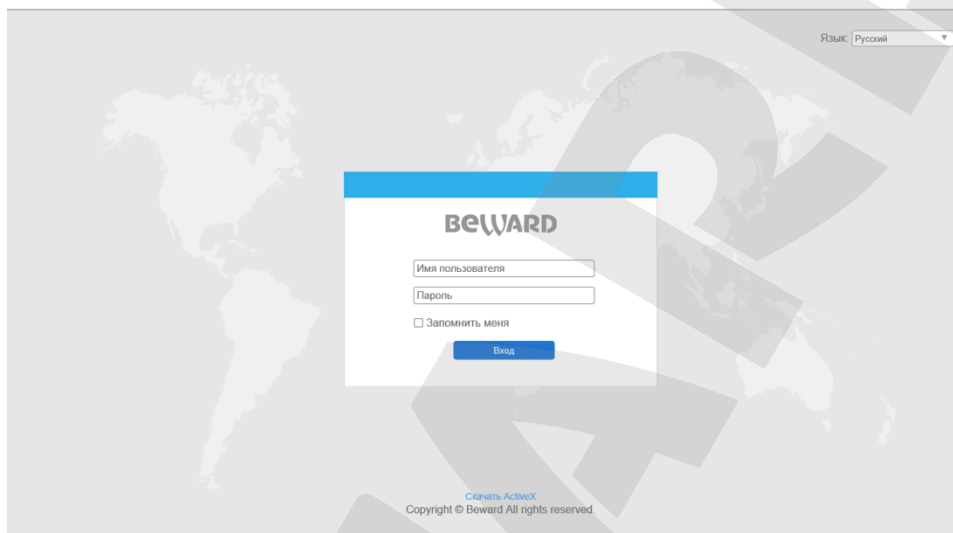 Язык: Русский
BEWARD
Имя пользователя
Пароль
Запомнить меня
Вход
Скачать ActiveX
Copyright © Beward All rights reserved.